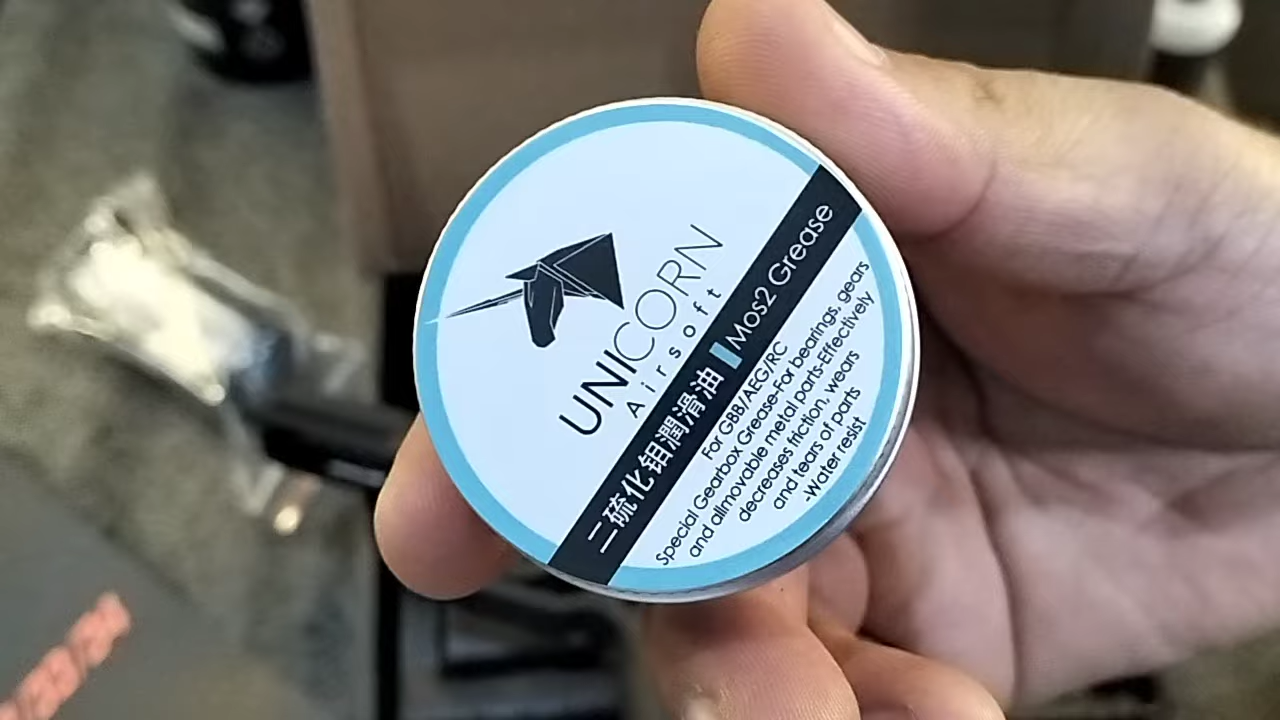 UNICORN
Airsoft
二硫化钼潤滑油 Mos2 Grease
For GBB/AEG/RC
Special Gearbox Grease-For bearings, gears
and allmovable metal parts-Effectively
decreases friction, wears
and tears of parts
-Water resist